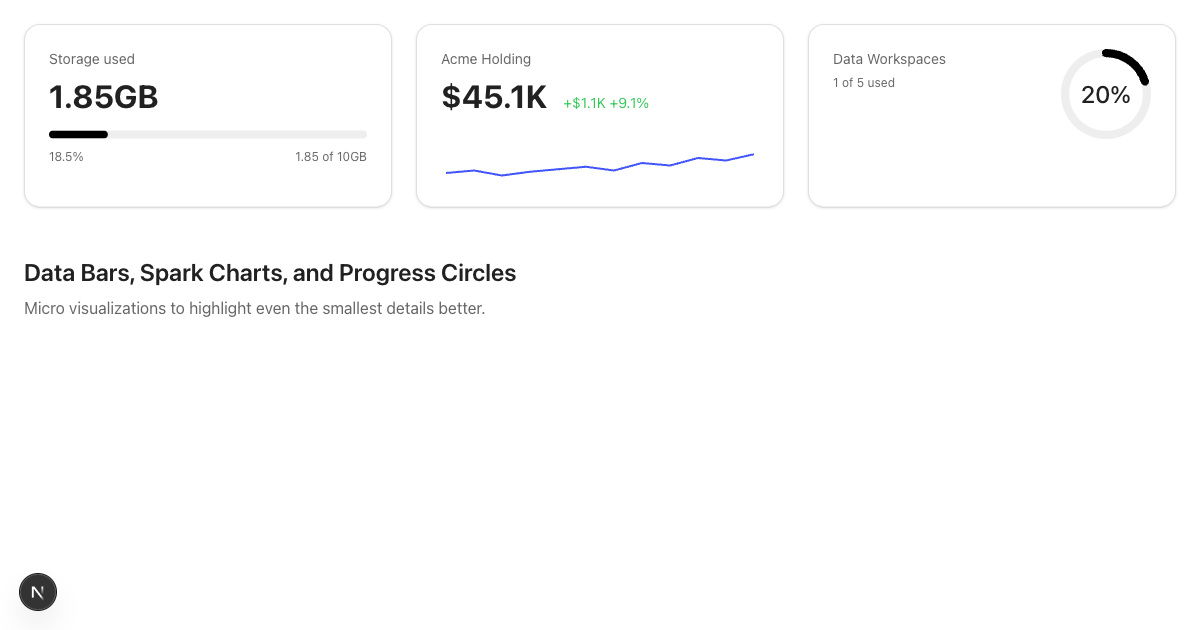 Storage used
1.85GB
18.5%
1.85 of 10GB
Acme Holding
$45.1K +$1.1K +9.1%
Data Workspaces
1 of 5 used
20%
Data Bars, Spark Charts, and Progress Circles
Micro visualizations to highlight even the smallest details better.
N